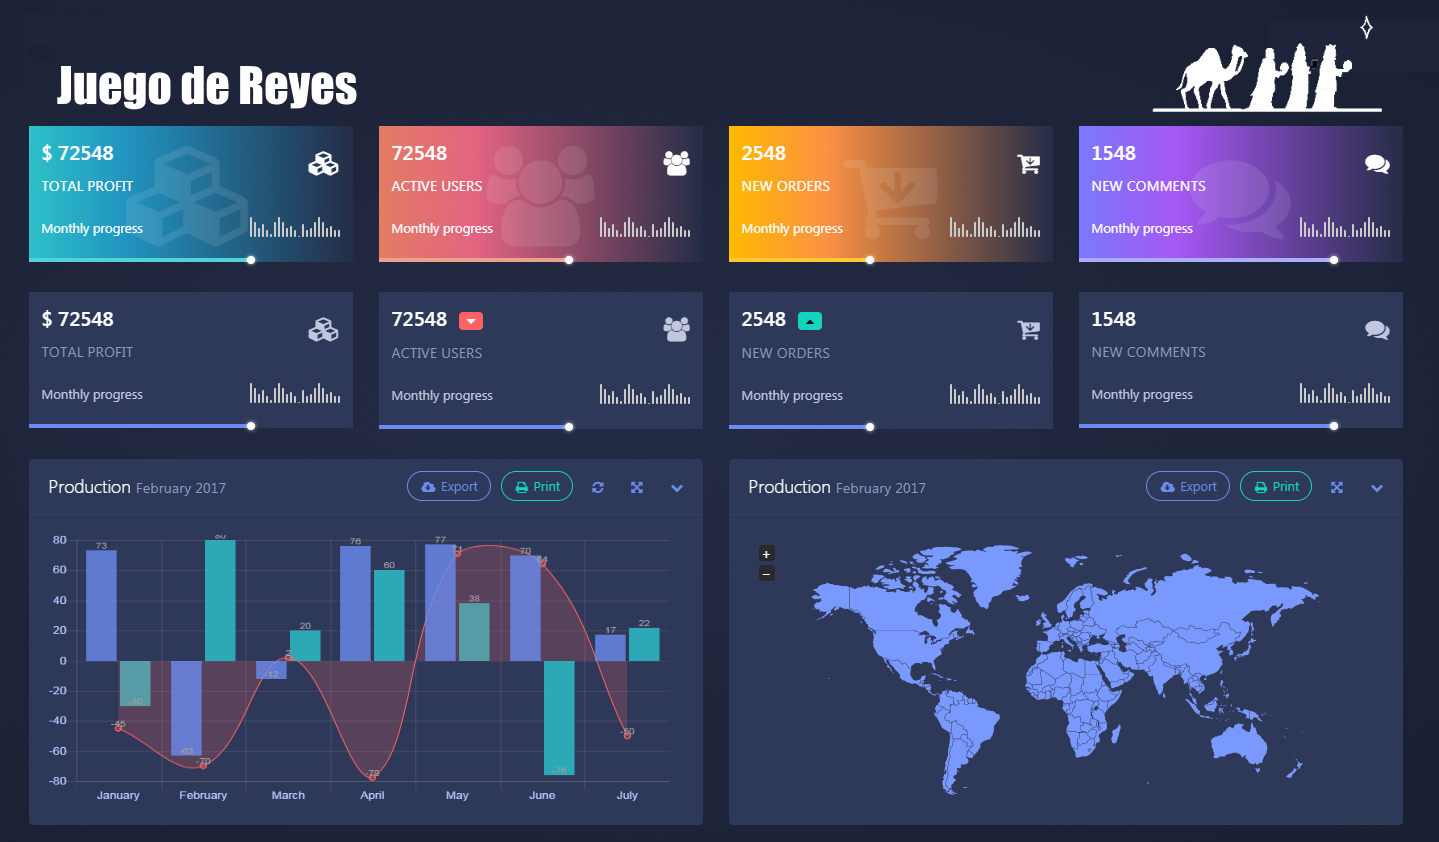 Juego de Reyes
$ 72548
TOTAL PROFIT
Monthly progress
72548
ACTIVE USERS
Monthly progress
2548
NEW ORDERS
Monthly progress
1548
NEW COMMENTS
Monthly progress
$ 72548
TOTAL PROFIT
Monthly progress
72548
ACTIVE USERS
Monthly progress
2548
NEW ORDERS
Monthly progress
1548
NEW COMMENTS
Monthly progress
Production February 2017
Export
Print
80
60
40
20
0
-20
-40
-60
-80
73
-45
-30
-63
-70
80
-12
2
20
76
-78
60
77
71
38
70
64
-76
17
-50
22
January February March April May June July
Production February 2017
Export
Print
+
−